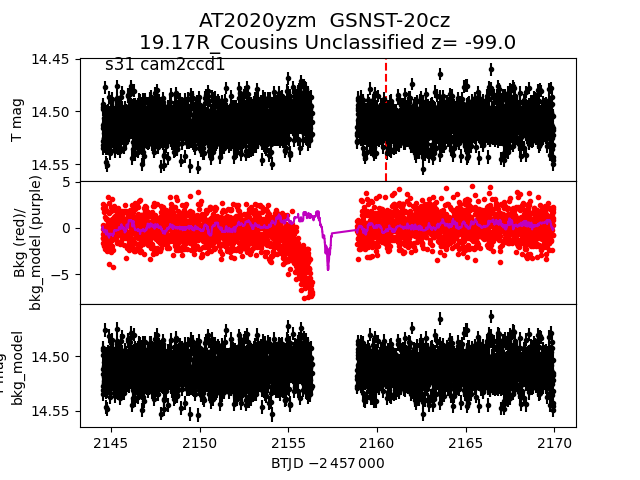 AT2020yzm  GSNST-20cz
19.17R_Cousins Unclassified z= -99.0
s31 cam2ccd1
14.45
14.50
14.55
T mag
5
0
−5
Bkg (red)/
bkg_model (purple)
14.50
14.55
mag
bkg_model
2145
2150
2155
2160
2165
2170
BTJD −2 457 000